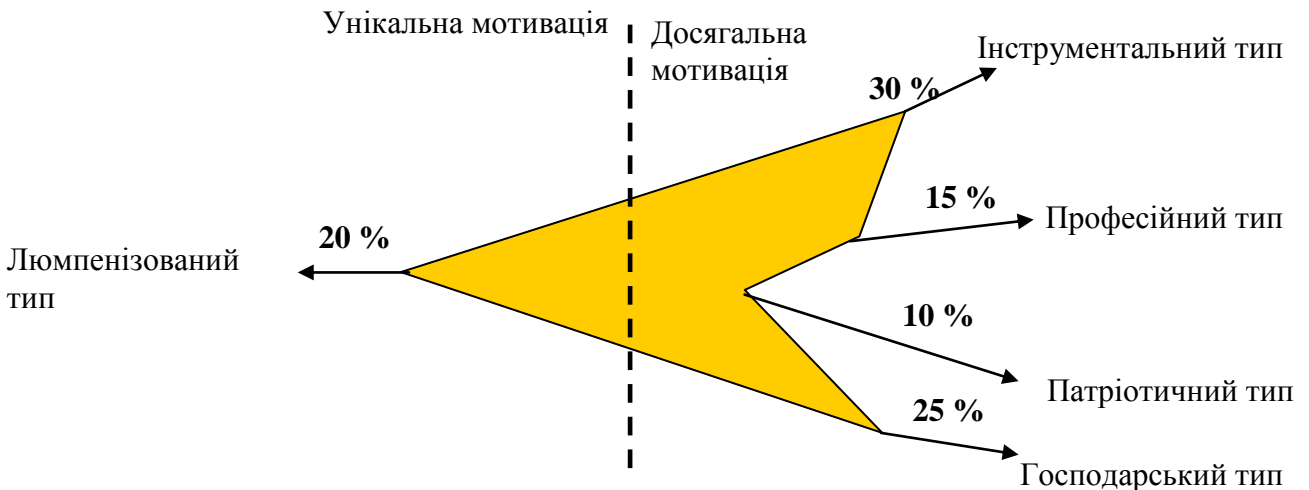 Унікальна мотивація
Досягальна
мотивація
Інструментальний тип
30 %
15 %
Професійний тип
20 %
Люмпенізований
тип
10 %
Патріотичний тип
25 %
Господарський тип